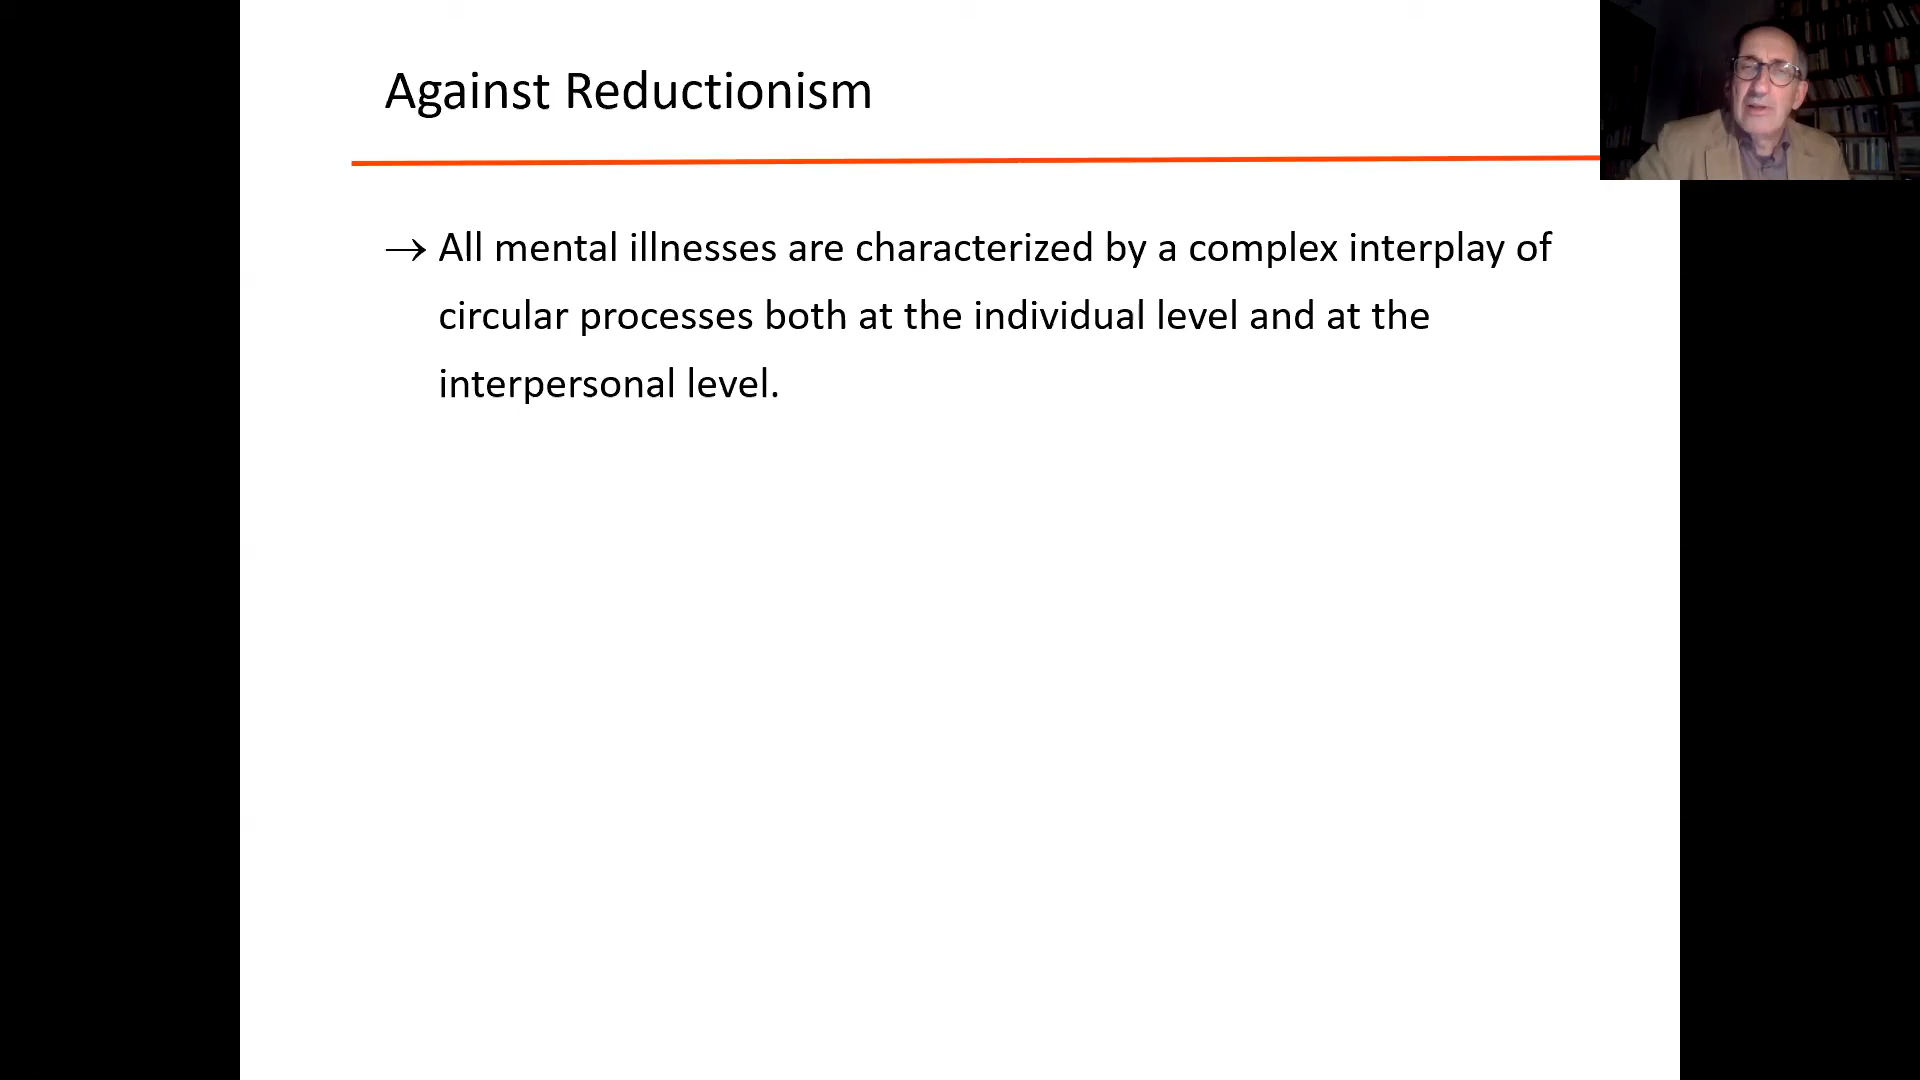 Against Reductionism
→ All mental illnesses are characterized by a complex interplay of
circular processes both at the individual level and at the
interpersonal level.